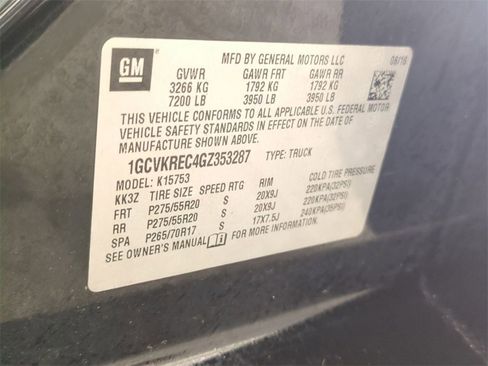 GM
MFD BY GENERAL MOTORS LLC 08/16
GVWR GAWR FRT GAWR RR
3266 KG 1792 KG 1792 KG
7200 LB 3950 LB 3950 LB
THIS VEHICLE CONFORMS TO ALL APPLICABLE U.S. FEDERAL MOTOR
VEHICLE SAFETY STANDARDS IN EFFECT ON THE DATE OF
MANUFACTURE SHOWN ABOVE.
1GCVKREC4GZ353287 TYPE: TRUCK
MODEL: K15753
KK3Z TIRE SIZE SPEED RTG RIM COLD TIRE PRESSURE
FRT P275/55R20 S 20X9J 220KPA(32PSI)
RR P275/55R20 S 20X9J 220KPA(32PSI)
SPA P265/70R17 S 17X7.5J 240KPA(35PSI)
SEE OWNER'S MANUAL FOR MORE INFORMATION.